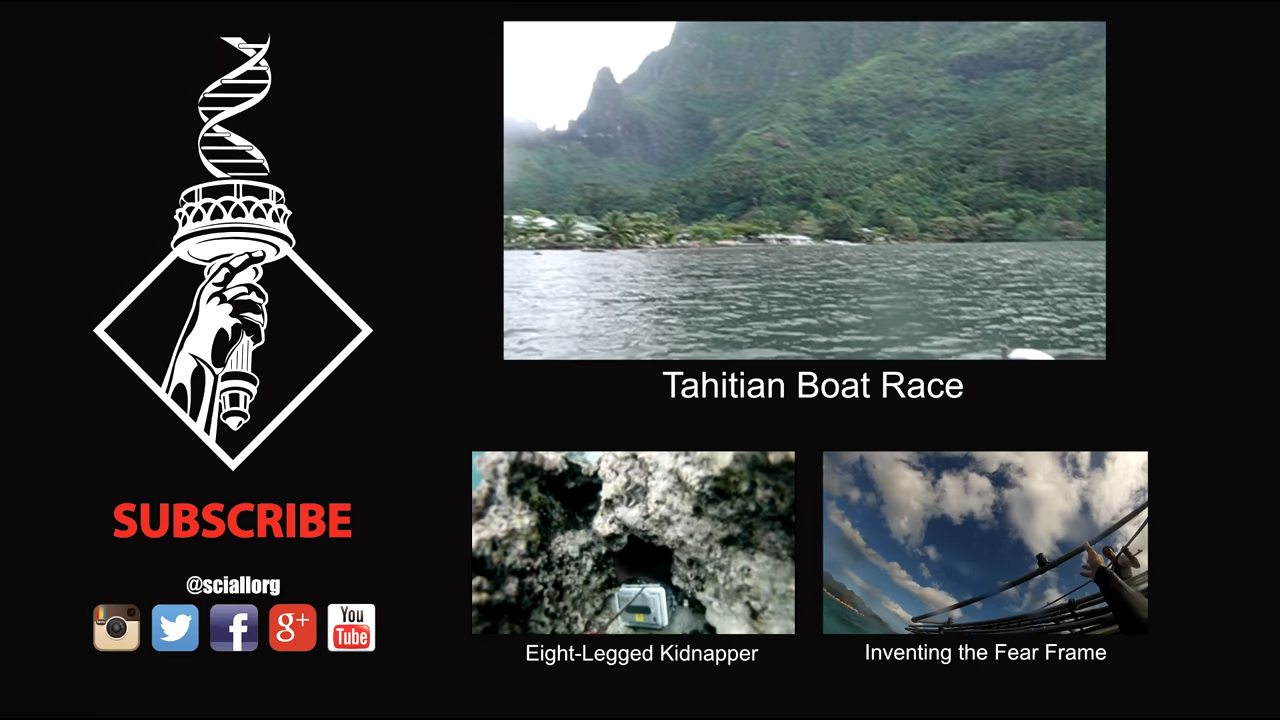 Tahitian Boat Race
SUBSCRIBE
@sciallorg
f
g+
You
Tube
Eight-Legged Kidnapper
Inventing the Fear Frame